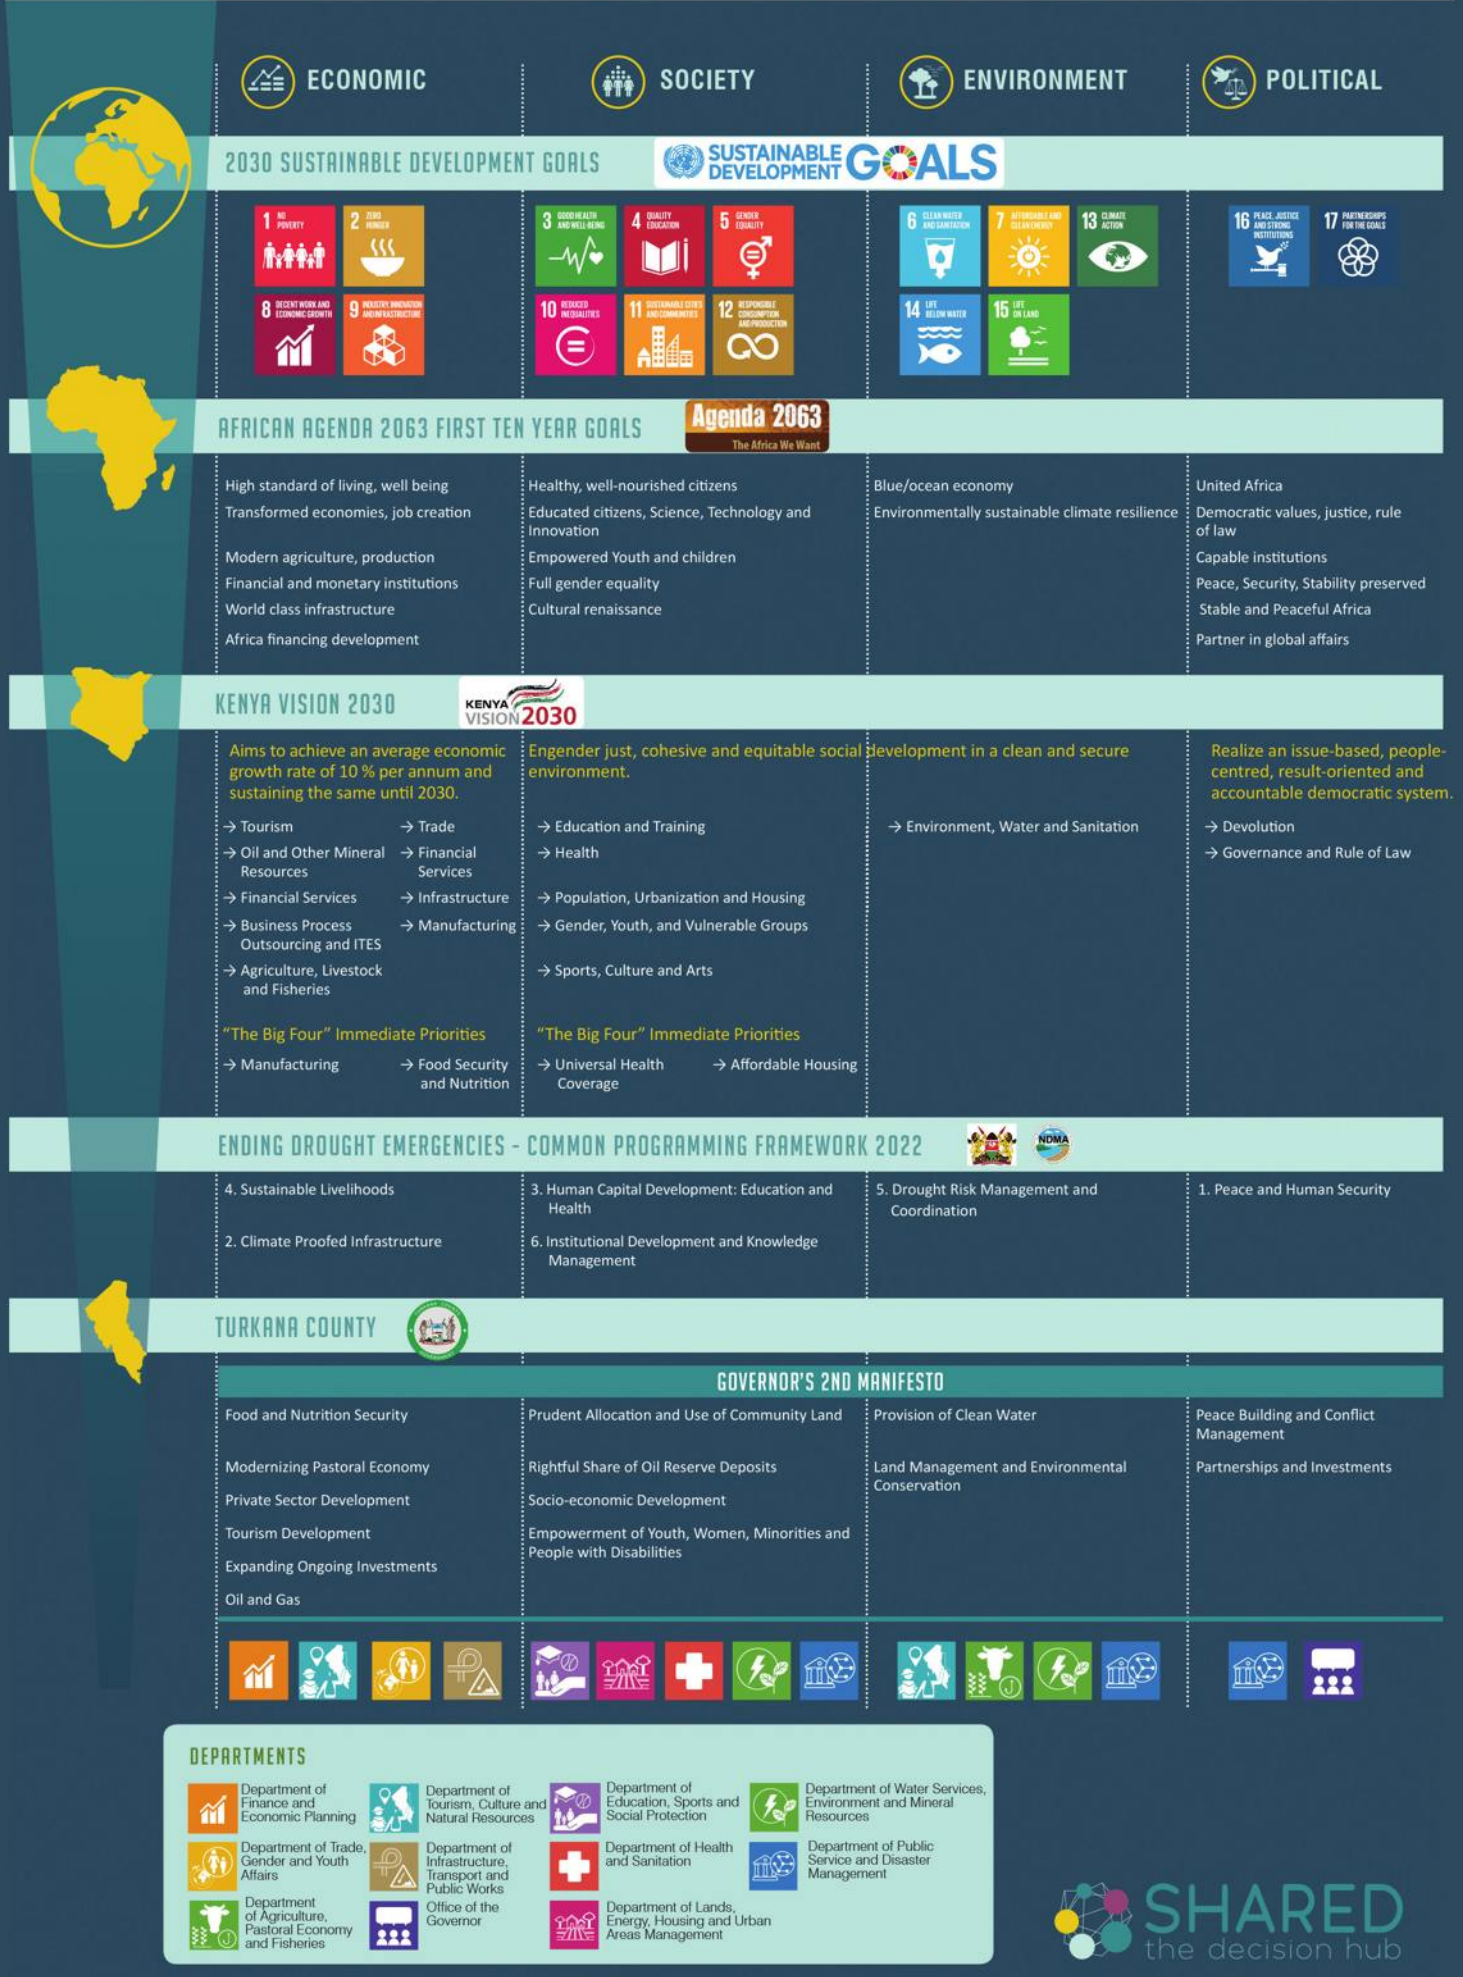 ECONOMIC
SOCIETY
ENVIRONMENT
POLITICAL
2030 SUSTAINABLE DEVELOPMENT GOALS
SUSTAINABLE
DEVELOPMENT
GOALS
1 NO
POVERTY
2 ZERO
HUNGER
3 GOOD HEALTH
AND WELL-BEING
4 QUALITY
EDUCATION
5 GENDER
EQUALITY
6 CLEAN WATER
AND SANITATION
7 AFFORDABLE AND
CLEAN ENERGY
13 CLIMATE
ACTION
16 PEACE, JUSTICE
AND STRONG
INSTITUTIONS
17 PARTNERSHIPS
FOR THE GOALS
8 DECENT WORK AND
ECONOMIC GROWTH
9 INDUSTRY, INNOVATION
AND INFRASTRUCTURE
10 REDUCED
INEQUALITIES
11 SUSTAINABLE CITIES
AND COMMUNITIES
12 RESPONSIBLE
CONSUMPTION
AND PRODUCTION
14 LIFE
BELOW WATER
15 LIFE
ON LAND
AFRICAN AGENDA 2063 FIRST TEN YEAR GOALS
Agenda 2063
The Africa We Want
High standard of living, well being
Transformed economies, job creation
Modern agriculture, production
Financial and monetary institutions
World class infrastructure
Africa financing development
Healthy, well-nourished citizens
Educated citizens, Science, Technology and
Innovation
Empowered Youth and children
Full gender equality
Cultural renaissance
Blue/ocean economy
Environmentally sustainable climate resilience
United Africa
Democratic values, justice, rule
of law
Capable institutions
Peace, Security, Stability preserved
Stable and Peaceful Africa
Partner in global affairs
KENYA VISION 2030
KENYA
VISION 2030
Aims to achieve an average economic
growth rate of 10 % per annum and
sustaining the same until 2030.
→ Tourism
→ Oil and Other Mineral
Resources
→ Financial Services
→ Business Process
Outsourcing and ITES
→ Agriculture, Livestock
and Fisheries
→ Trade
→ Financial
Services
→ Infrastructure
→ Manufacturing
"The Big Four" Immediate Priorities
→ Manufacturing
→ Food Security
and Nutrition
Engender just, cohesive and equitable social development in a clean and secure
environment.
→ Education and Training
→ Health
→ Population, Urbanization and Housing
→ Gender, Youth, and Vulnerable Groups
→ Sports, Culture and Arts
"The Big Four" Immediate Priorities
→ Universal Health
Coverage
→ Affordable Housing
→ Environment, Water and Sanitation
Realize an issue-based, people-
centred, result-oriented and
accountable democratic system.
→ Devolution
→ Governance and Rule of Law
ENDING DROUGHT EMERGENCIES - COMMON PROGRAMMING FRAMEWORK 2022
NDMA
4. Sustainable Livelihoods
2. Climate Proofed Infrastructure
3. Human Capital Development: Education and
Health
6. Institutional Development and Knowledge
Management
5. Drought Risk Management and
Coordination
1. Peace and Human Security
TURKANA COUNTY
GOVERNOR'S 2ND MANIFESTO
Food and Nutrition Security
Modernizing Pastoral Economy
Private Sector Development
Tourism Development
Expanding Ongoing Investments
Oil and Gas
Prudent Allocation and Use of Community Land
Rightful Share of Oil Reserve Deposits
Socio-economic Development
Empowerment of Youth, Women, Minorities and
People with Disabilities
Provision of Clean Water
Land Management and Environmental
Conservation
Peace Building and Conflict
Management
Partnerships and Investments
DEPARTMENTS
Department of
Finance and
Economic Planning
Department of
Tourism, Culture and
Natural Resources
Department of
Education, Sports and
Social Protection
Department of Water Services,
Environment and Mineral
Resources
Department of Trade,
Gender and Youth
Affairs
Department of
Infrastructure,
Transport and
Public Works
Department of Health
and Sanitation
Department of Public
Service and Disaster
Management
Department
of Agriculture,
Pastoral Economy
and Fisheries
Office of the
Governor
Department of Lands,
Energy, Housing and Urban
Areas Management
SHARED
the decision hub